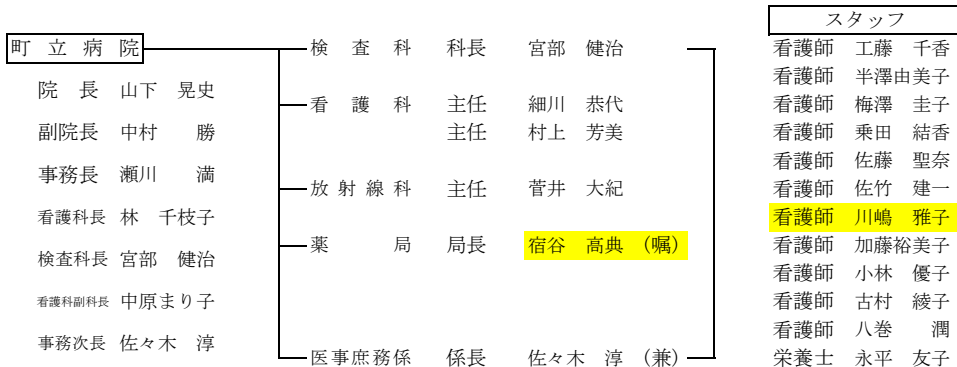 町立病院
院長 山下 晃史
副院長 中村 勝
事務長 瀬川 満
看護科長 林 千枝子
検査科長 宮部 健治
看護科副科長 中原まり子
事務次長 佐々木 淳
検査科 科長 宮部 健治
看護科 主任 細川 恭代
主任 村上 芳美
放射線科 主任 菅井 大紀
薬局 局長 宿谷 高典 (嘱)
医事庶務係 係長 佐々木 淳 (兼)
スタッフ
看護師 工藤 千香
看護師 半澤由美子
看護師 梅澤 圭子
看護師 乗田 結香
看護師 佐藤 聖奈
看護師 佐竹 建一
看護師 川嶋 雅子
看護師 加藤裕美子
看護師 小林 優子
看護師 古村 綾子
看護師 八巻 潤
栄養士 永平 友子